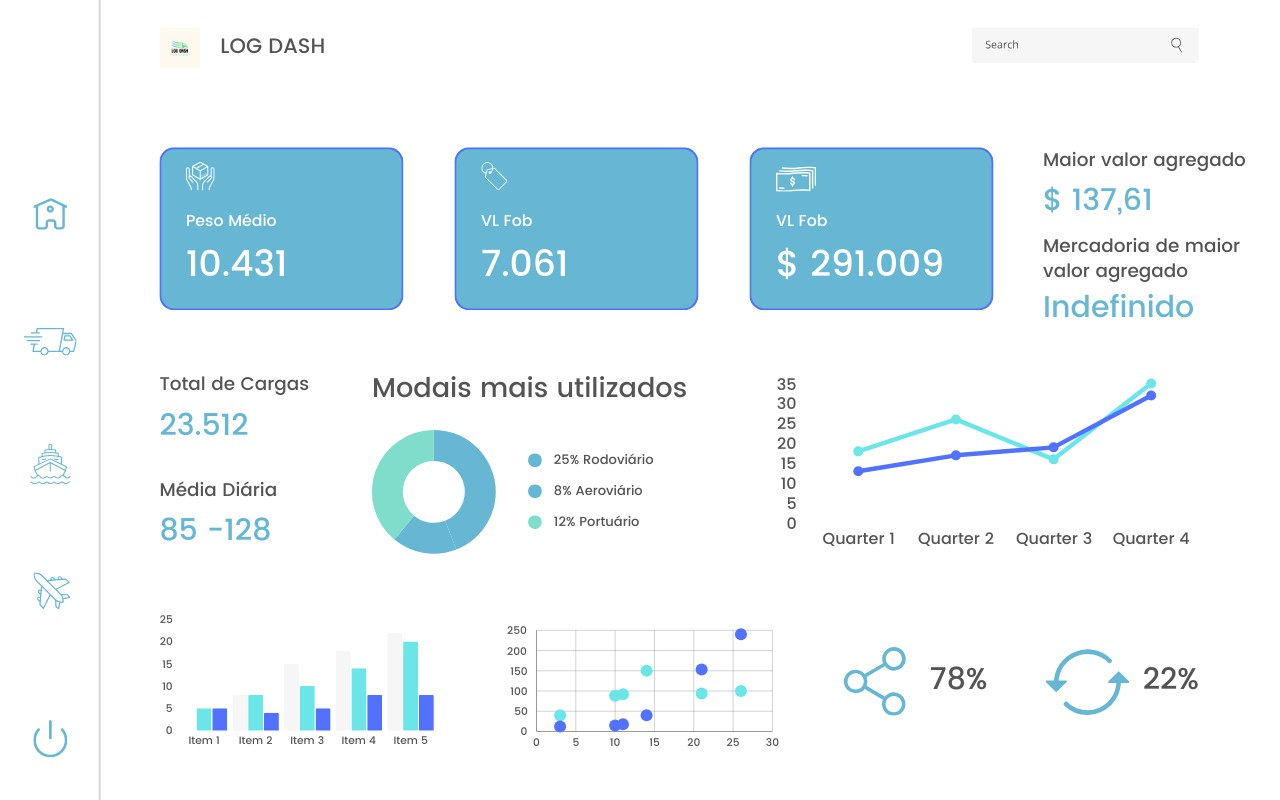 LOG DASH
LOG DASH
Search
Peso Médio
10.431
VL Fob
7.061
VL Fob
$ 291.009
Maior valor agregado
$ 137,61
Mercadoria de maior
valor agregado
Indefinido
Total de Cargas
23.512
Média Diária
85 -128
Modais mais utilizados
25% Rodoviário
8% Aeroviário
12% Portuário
35
30
25
20
15
10
5
0
Quarter 1 Quarter 2 Quarter 3 Quarter 4
25
20
15
10
5
0
Item 1 Item 2 Item 3 Item 4 Item 5
250
200
150
100
50
0
0 5 10 15 20 25 30
78%
22%